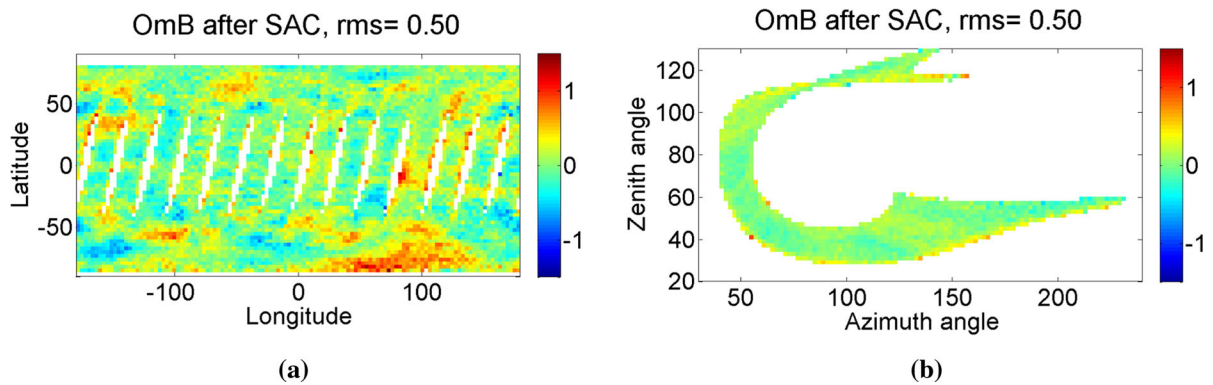 OmB after SAC, rms= 0.50
50
0
-50
Latitude
-100
0
100
Longitude
1
0
-1
(a)
OmB after SAC, rms= 0.50
120
100
80
60
40
20
Zenith angle
50
100
150
200
Azimuth angle
1
0
-1
(b)